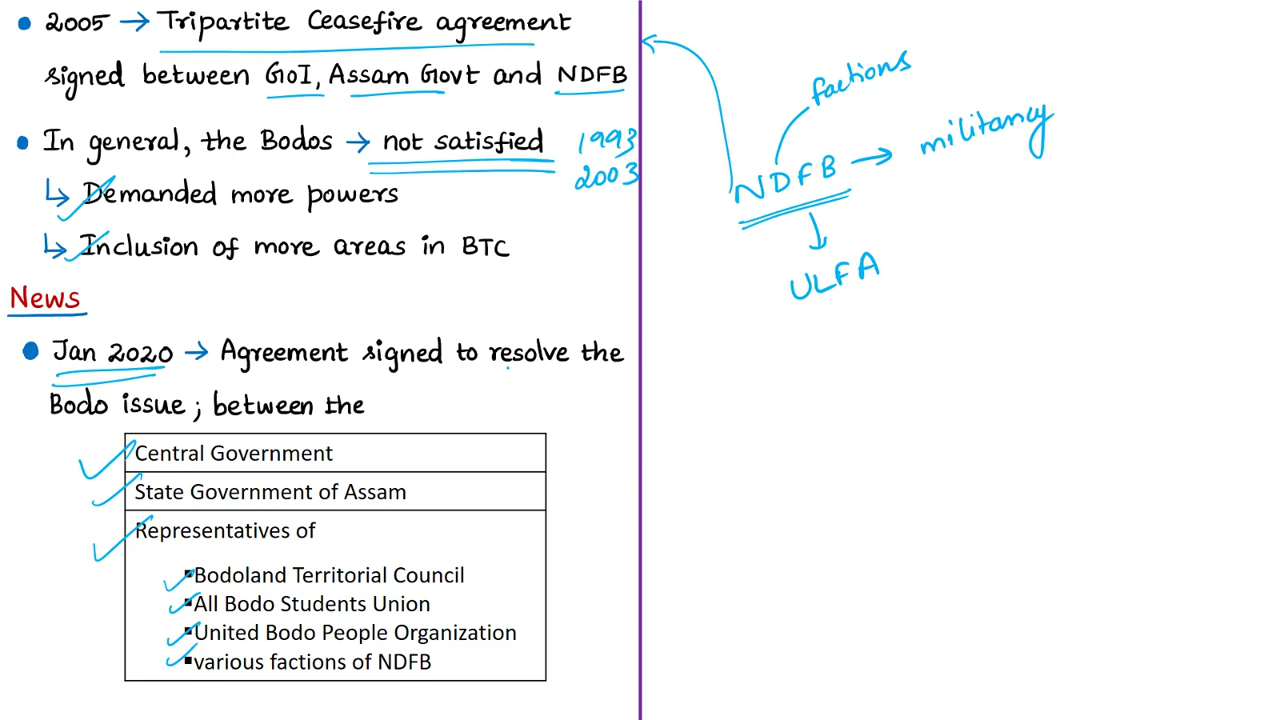 • 2005 → Tripartite Ceasefire agreement
signed between GoI, Assam Govt and NDFB
• In general, the Bodos → not satisfied
1993
2003
↳ Demanded more powers
↳ Inclusion of more areas in BTC
News
• Jan 2020 → Agreement signed to resolve the
Bodo issue; between the
Central Government
State Government of Assam
Representatives of
▪Bodoland Territorial Council
▪All Bodo Students Union
▪United Bodo People Organization
▪various factions of NDFB
factions
NDFB → militancy
↓
ULFA